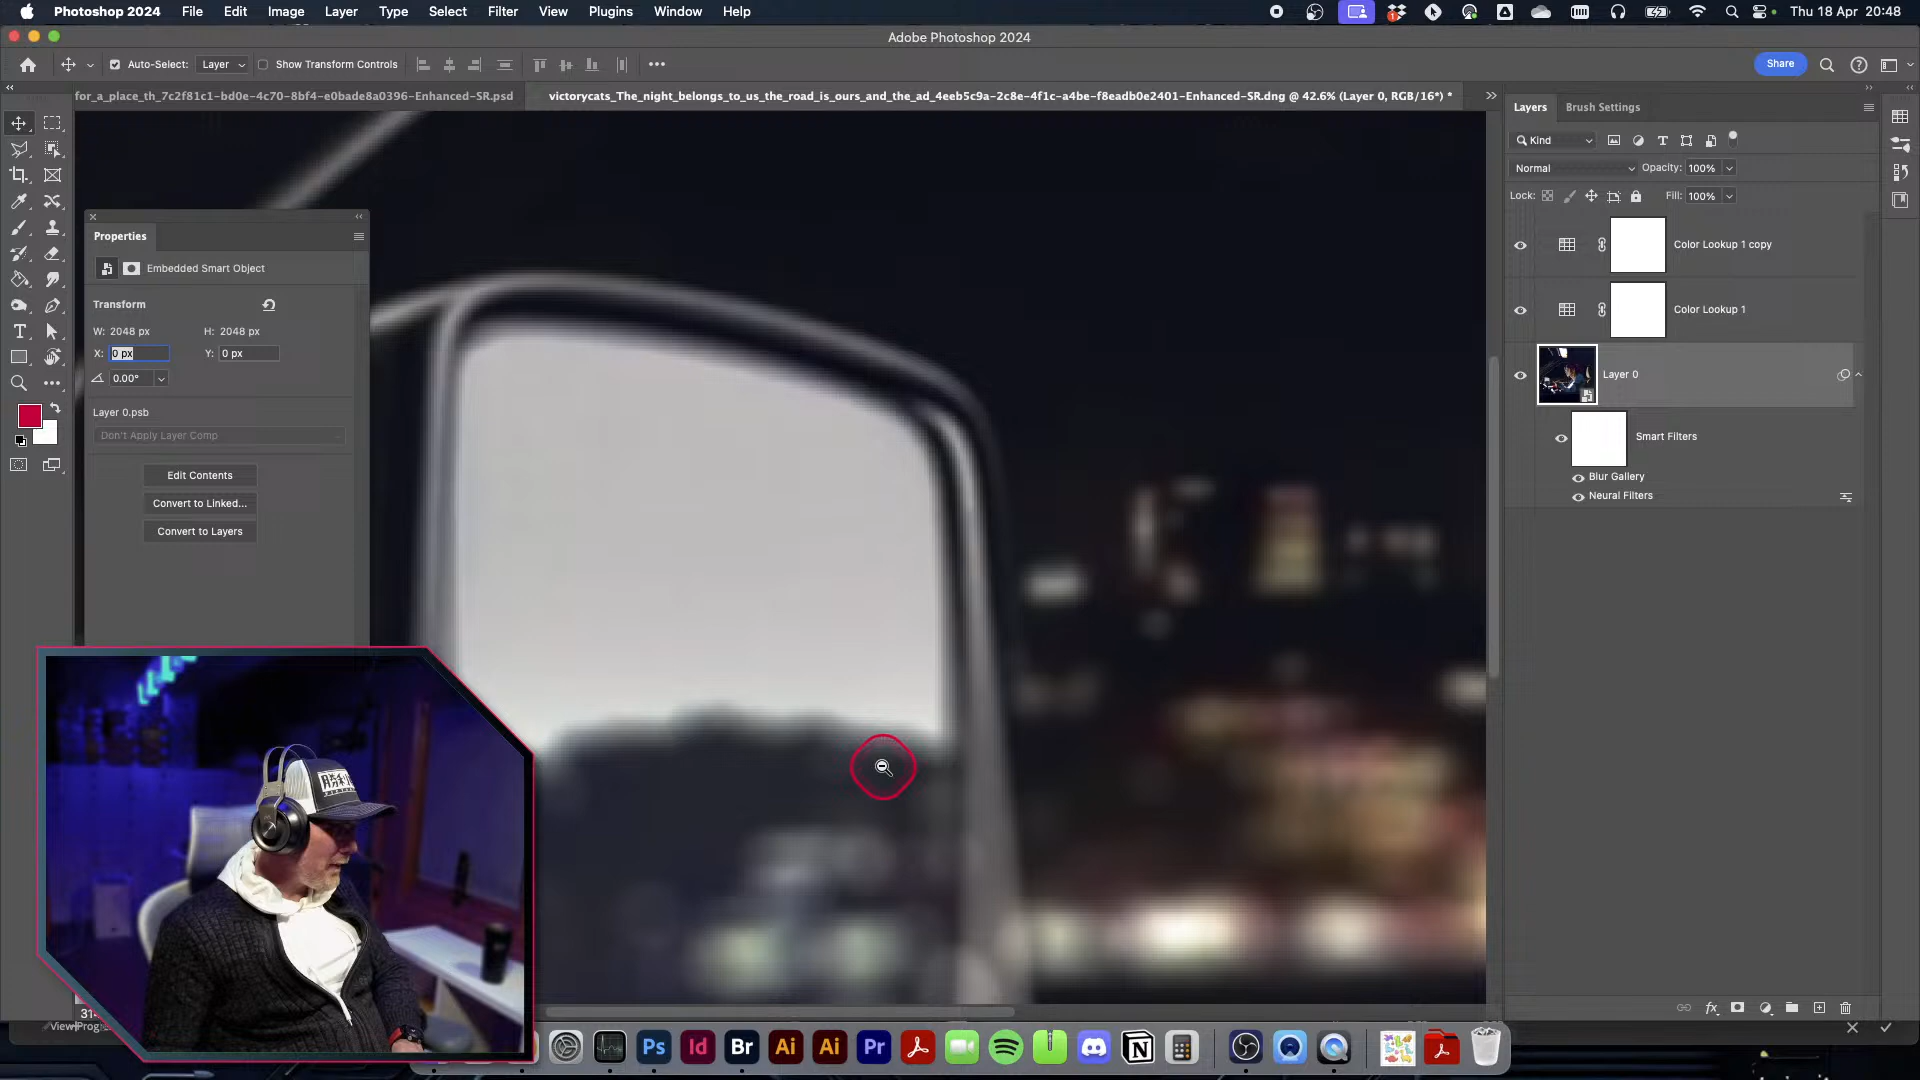 Photoshop 2024 File Edit Image Layer Type Select Filter View Plugins Window Help Thu 18 Apr 20:48
Adobe Photoshop 2024
Auto-Select: Layer Show Transform Controls Share
for_a_place_th_7c2f81c1-bd0e-4c70-8bf4-e0bade8a0396-Enhanced-SR.psd
victorycats_The_night_belongs_to_us_the_road_is_ours_and_the_ad_4eeb5c9a-2c8e-4f1c-a4be-f8eadb0e2401-Enhanced-SR.dng @ 42.6% (Layer 0, RGB/16*) *
Layers Brush Settings
Kind
Normal Opacity: 100%
Lock: Fill: 100%
Color Lookup 1 copy
Color Lookup 1
Layer 0
Smart Filters
Blur Gallery
Neural Filters
Properties
Embedded Smart Object
Transform
W: 2048 px H: 2048 px
X: 0 px Y: 0 px
0.00°
Layer 0.psb
Don't Apply Layer Comp
Edit Contents
Convert to Linked...
Convert to Layers
Id Br Ai Ai Pr
Ps